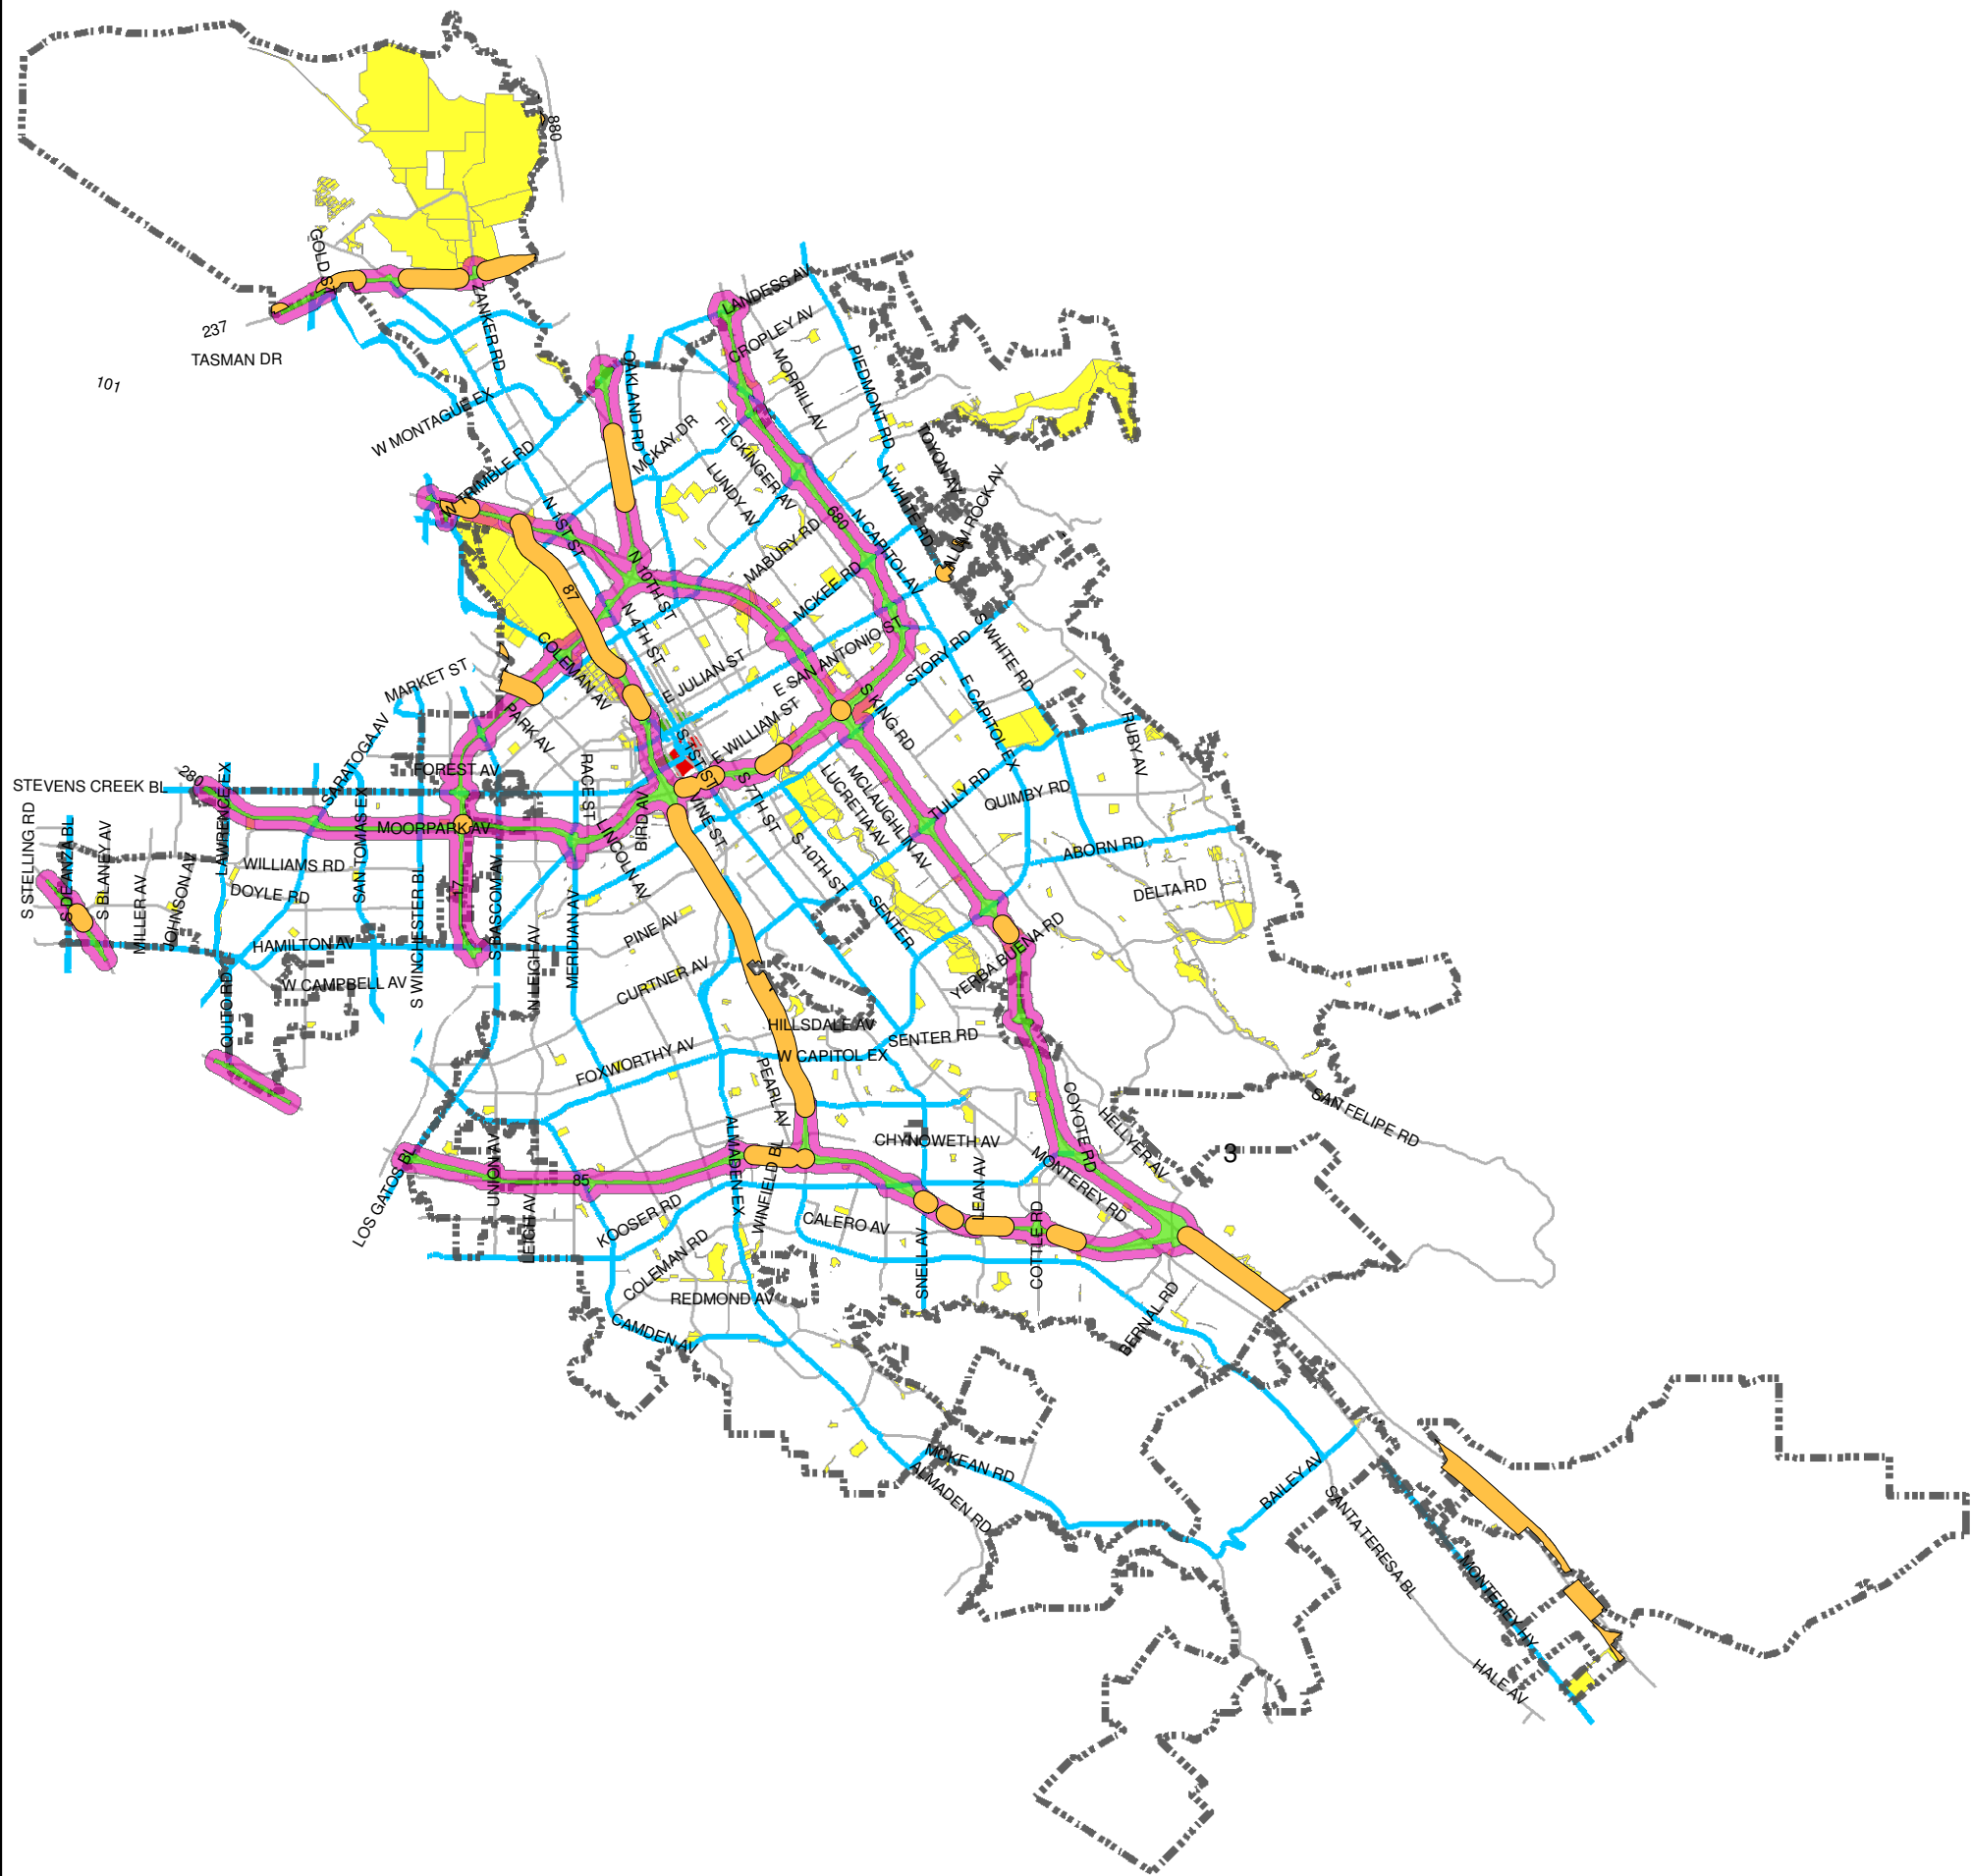 880
GOLD ST
237
TASMAN DR
101
ZANKER RD
LANDESS AV
CROPLEY AV
OAKLAND RD
MORRILL AV
PIEDMONT RD
W MONTAGUE EX
MCKAY DR
FLICKINGER AV
TOYON AV
W TRIMBLE RD
LUNDY AV
N WHITE RD
ALUM ROCK AV
680
N 1ST ST
N CAPITOL AV
MABURY RD
87
N 10TH ST
MCKEE RD
N 4TH ST
COLEMAN AV
E SAN ANTONIO ST
S WHITE RD
STORY RD
MARKET ST
E JULIAN ST
PARK AV
S KING RD
E CAPITOL EX
SARATOGA AV
E WILLIAM ST
S 1ST ST
RUBY AV
FOREST AV
280
STEVENS CREEK BL
LAWRENCE EX
RACE ST
S 7TH ST
LUCRETIA AV
MCLAUGHLIN AV
TULLY RD
QUIMBY RD
S STELLING RD
S DE ANZA BL
S BLANEY AV
SAN TOMAS EX
MOORPARK AV
BIRD AV
VINE ST
LINCOLN AV
ABORN RD
WILLIAMS RD
MILLER AV
JOHNSON AV
DOYLE RD
S WINCHESTER BL
17
S BASCOM AV
S 10TH ST
DELTA RD
HAMILTON AV
N LEIGH AV
MERIDIAN AV
PINE AV
SENTER
YERBA BUENA RD
W CAMPBELL AV
CURTNER AV
QUITO RD
HILLSDALE AV
SENTER RD
FOXWORTHY AV
W CAPITOL EX
PEARL AV
COYOTE RD
HELLYER AV
SAN FELIPE RD
3
CHYNOWETH AV
MONTEREY RD
LOS GATOS BL
UNION AV
ALMADEN EX
WINFIELD BL
85
LEAN AV
LEIGH AV
KOOSER RD
CALERO AV
SNELL AV
COTTLE RD
COLEMAN RD
REDMOND AV
BERNAL RD
CAMDEN AV
MCKEAN RD
ALMADEN RD
BAILEY AV
SANTA TERESA BL
MONTEREY HY
HALE AV